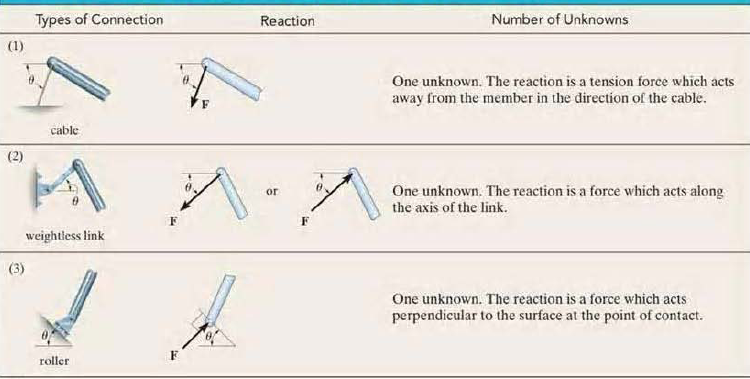 Types of Connection Reaction Number of Unknowns
(1)
θ θ
F
One unknown. The reaction is a tension force which acts
away from the member in the direction of the cable.
cable
(2)
θ θ or θ
F F
One unknown. The reaction is a force which acts along
the axis of the link.
weightless link
(3)
One unknown. The reaction is a force which acts
perpendicular to the surface at the point of contact.
θ θ
F
roller